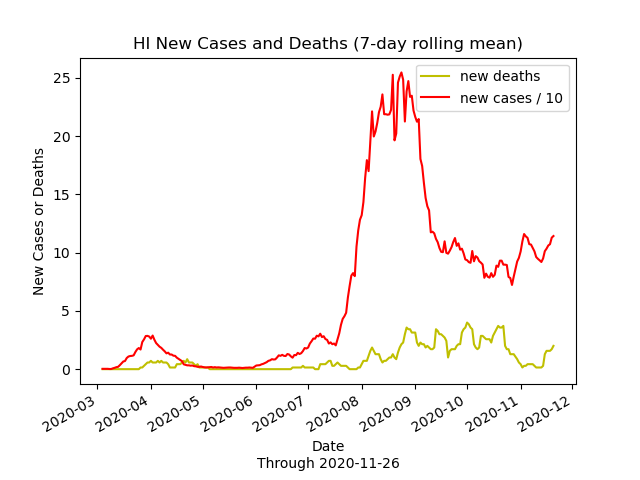 HI New Cases and Deaths (7-day rolling mean)
new deaths
new cases / 10
New Cases or Deaths
25
20
15
10
5
0
2020-03
2020-04
2020-05
2020-06
2020-07
2020-08
2020-09
2020-10
2020-11
2020-12
Date
Through 2020-11-26